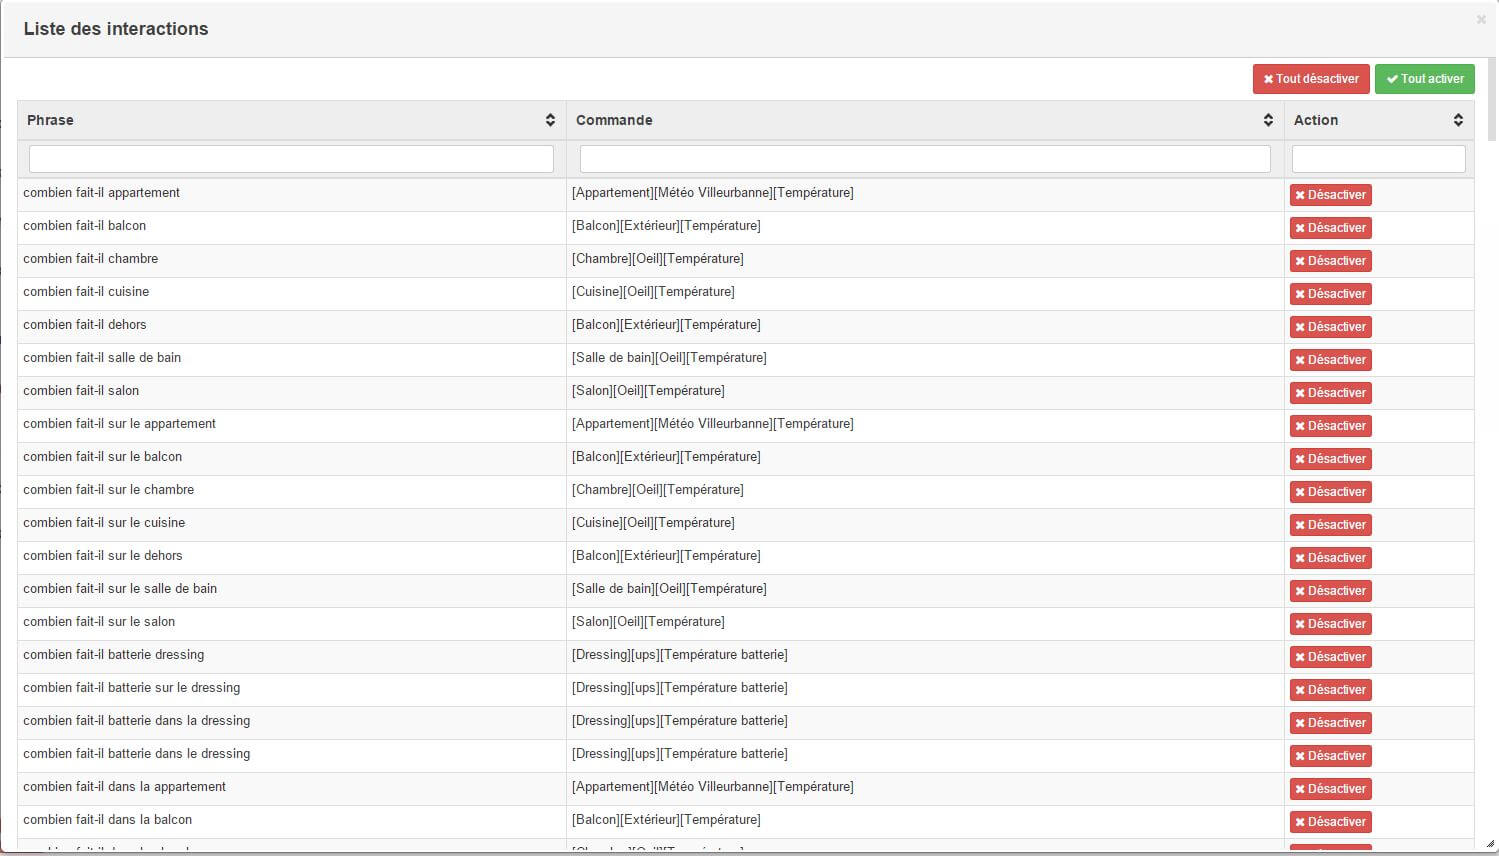 Liste des interactions
Tout désactiver Tout activer
Phrase Commande Action
combien fait-il appartement [Appartement][Météo Villeurbanne][Température] Désactiver
combien fait-il balcon [Balcon][Extérieur][Température] Désactiver
combien fait-il chambre [Chambre][Oeil][Température] Désactiver
combien fait-il cuisine [Cuisine][Oeil][Température] Désactiver
combien fait-il dehors [Balcon][Extérieur][Température] Désactiver
combien fait-il salle de bain [Salle de bain][Oeil][Température] Désactiver
combien fait-il salon [Salon][Oeil][Température] Désactiver
combien fait-il sur le appartement [Appartement][Météo Villeurbanne][Température] Désactiver
combien fait-il sur le balcon [Balcon][Extérieur][Température] Désactiver
combien fait-il sur le chambre [Chambre][Oeil][Température] Désactiver
combien fait-il sur le cuisine [Cuisine][Oeil][Température] Désactiver
combien fait-il sur le dehors [Balcon][Extérieur][Température] Désactiver
combien fait-il sur le salle de bain [Salle de bain][Oeil][Température] Désactiver
combien fait-il sur le salon [Salon][Oeil][Température] Désactiver
combien fait-il batterie dressing [Dressing][ups][Température batterie] Désactiver
combien fait-il batterie sur le dressing [Dressing][ups][Température batterie] Désactiver
combien fait-il batterie dans la dressing [Dressing][ups][Température batterie] Désactiver
combien fait-il batterie dans le dressing [Dressing][ups][Température batterie] Désactiver
combien fait-il dans la appartement [Appartement][Météo Villeurbanne][Température] Désactiver
combien fait-il dans la balcon [Balcon][Extérieur][Température] Désactiver